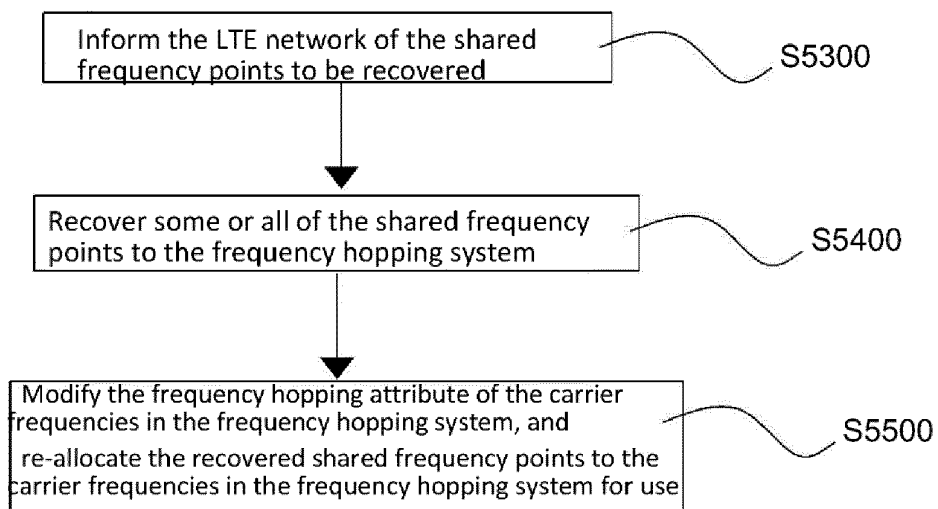 Inform the LTE network of the shared
frequency points to be recovered
S5300
Recover some or all of the shared frequency
points to the frequency hopping system
S5400
Modify the frequency hopping attribute of the carrier
frequencies in the frequency hopping system, and
re-allocate the recovered shared frequency points to the
carrier frequencies in the frequency hopping system for use
S5500